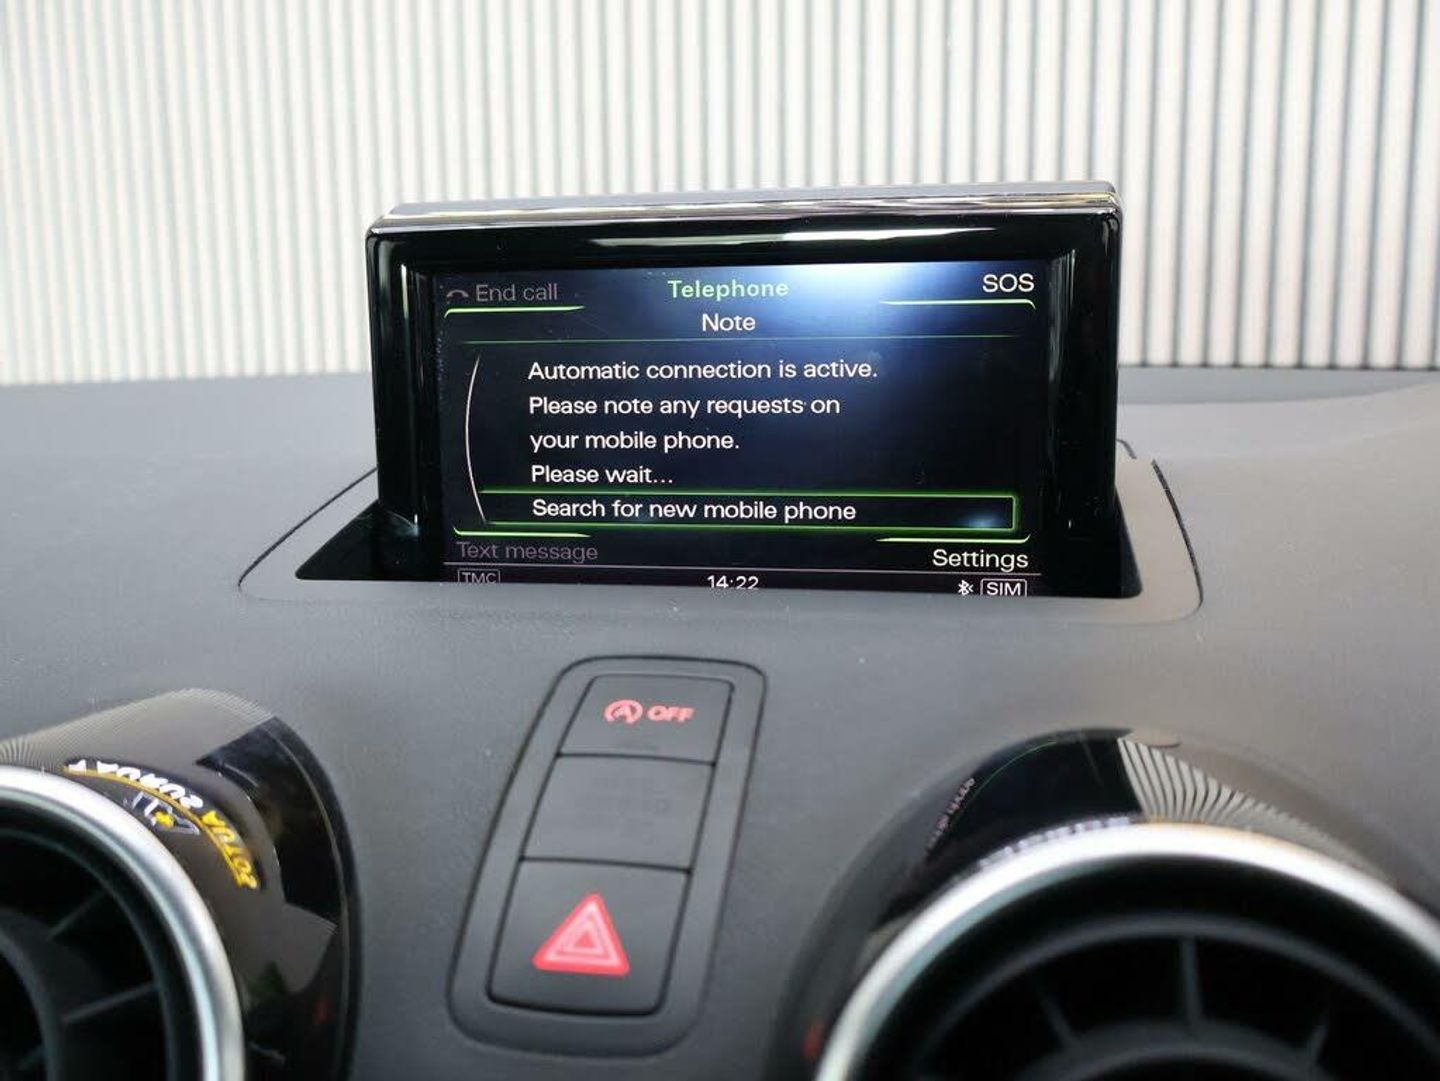 End call Telephone SOS
Note
Automatic connection is active.
Please note any requests on
your mobile phone.
Please wait...
Search for new mobile phone
Text message Settings
TMC 14:22 SIM
A OFF